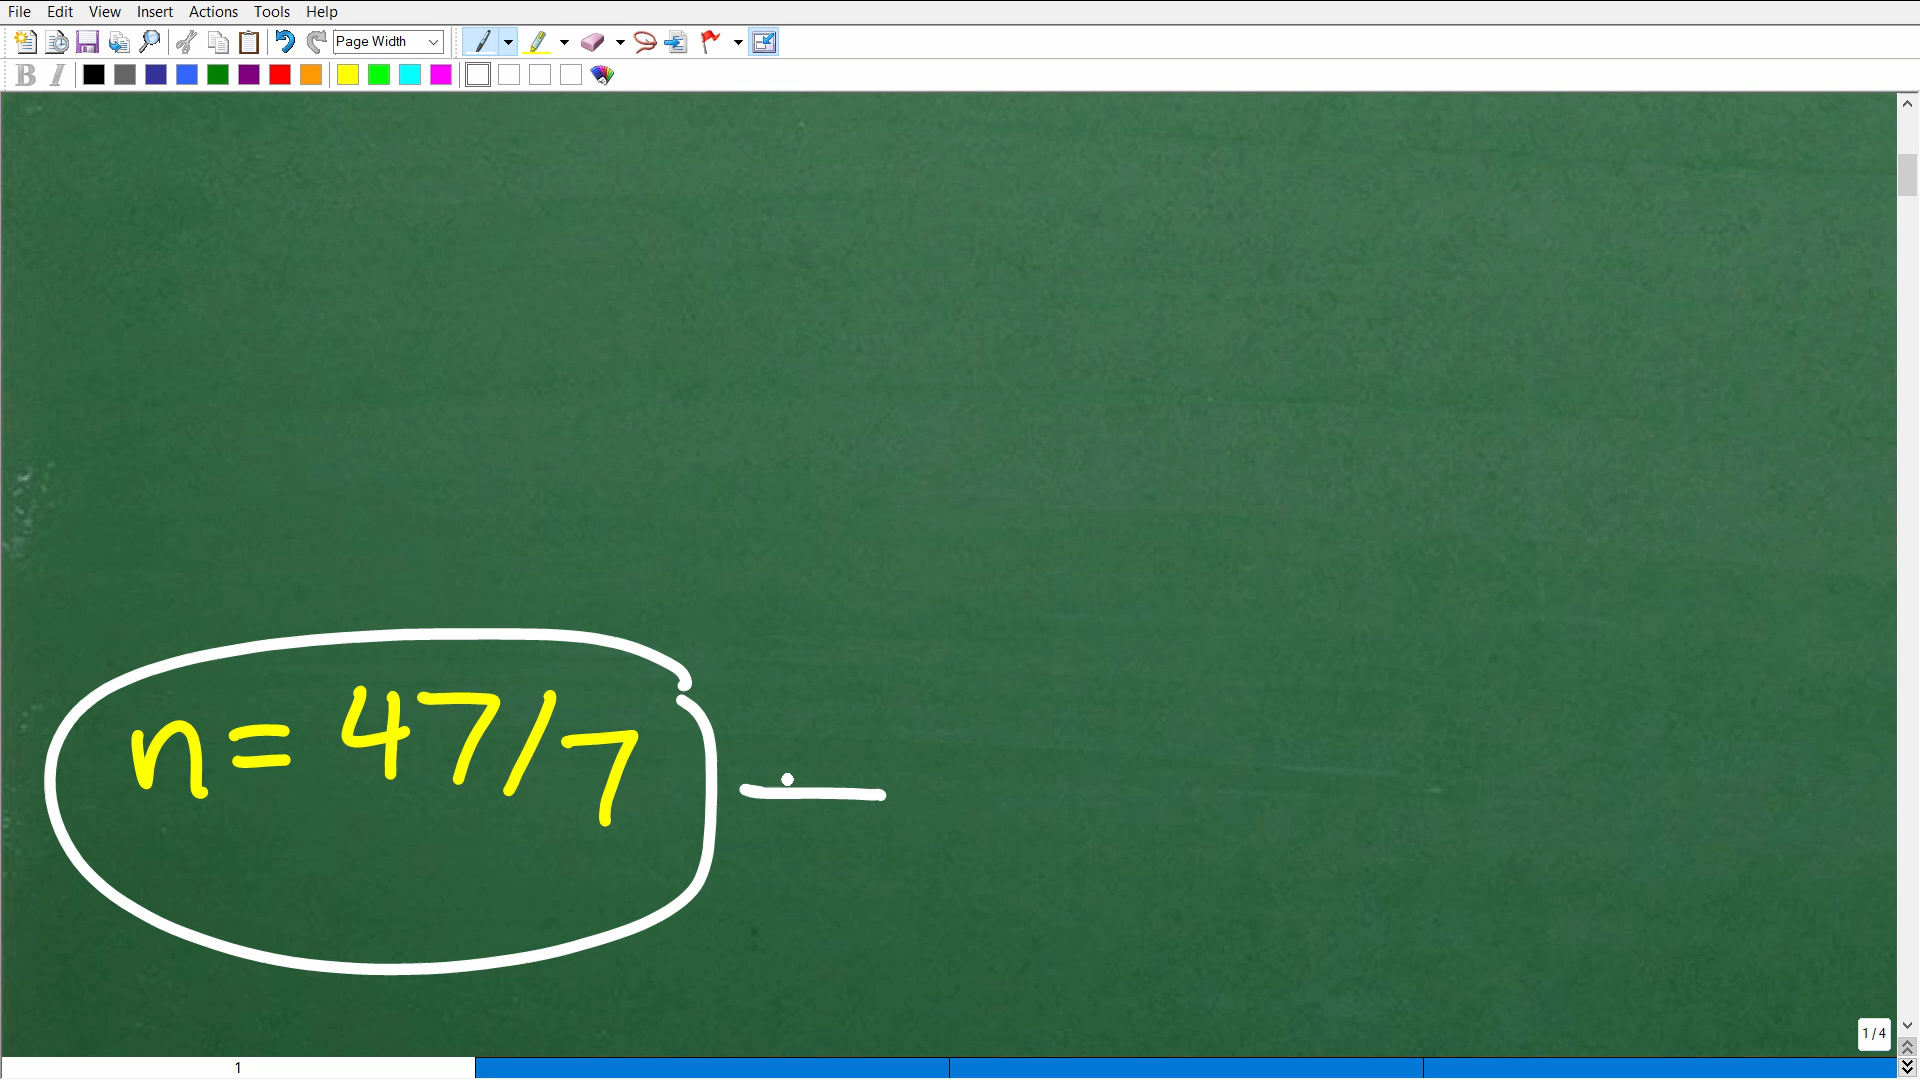 File Edit View Insert Actions Tools Help
Page Width
B I
n = 47/7
1 / 4
1